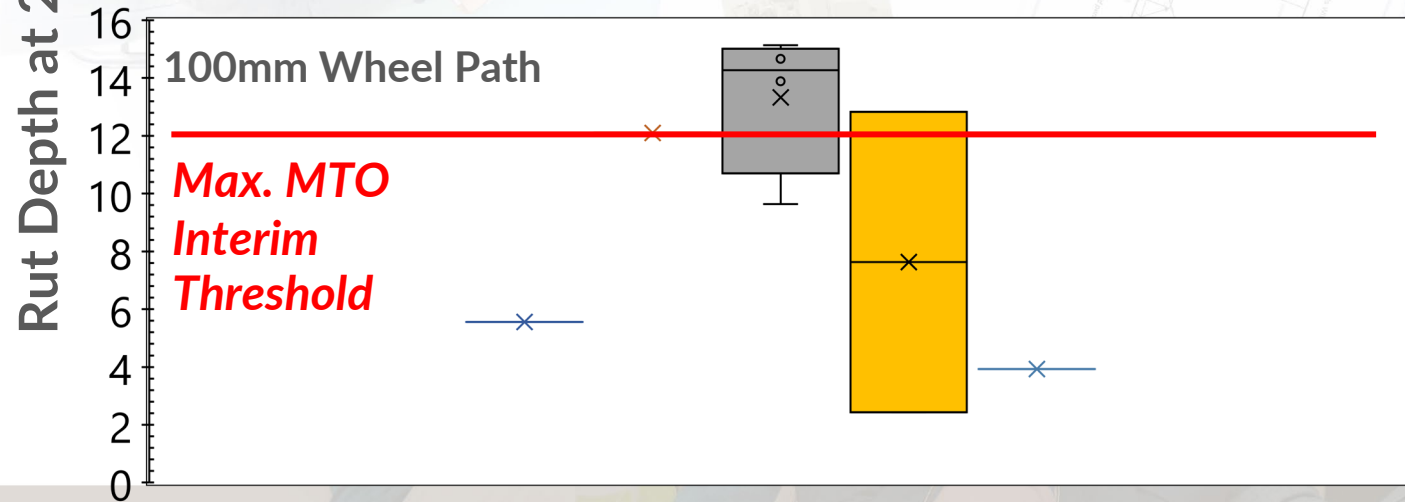 Rut Depth at 2
16
14
12
10
8
6
4
2
0
100mm Wheel Path
Max. MTO
Interim
Threshold